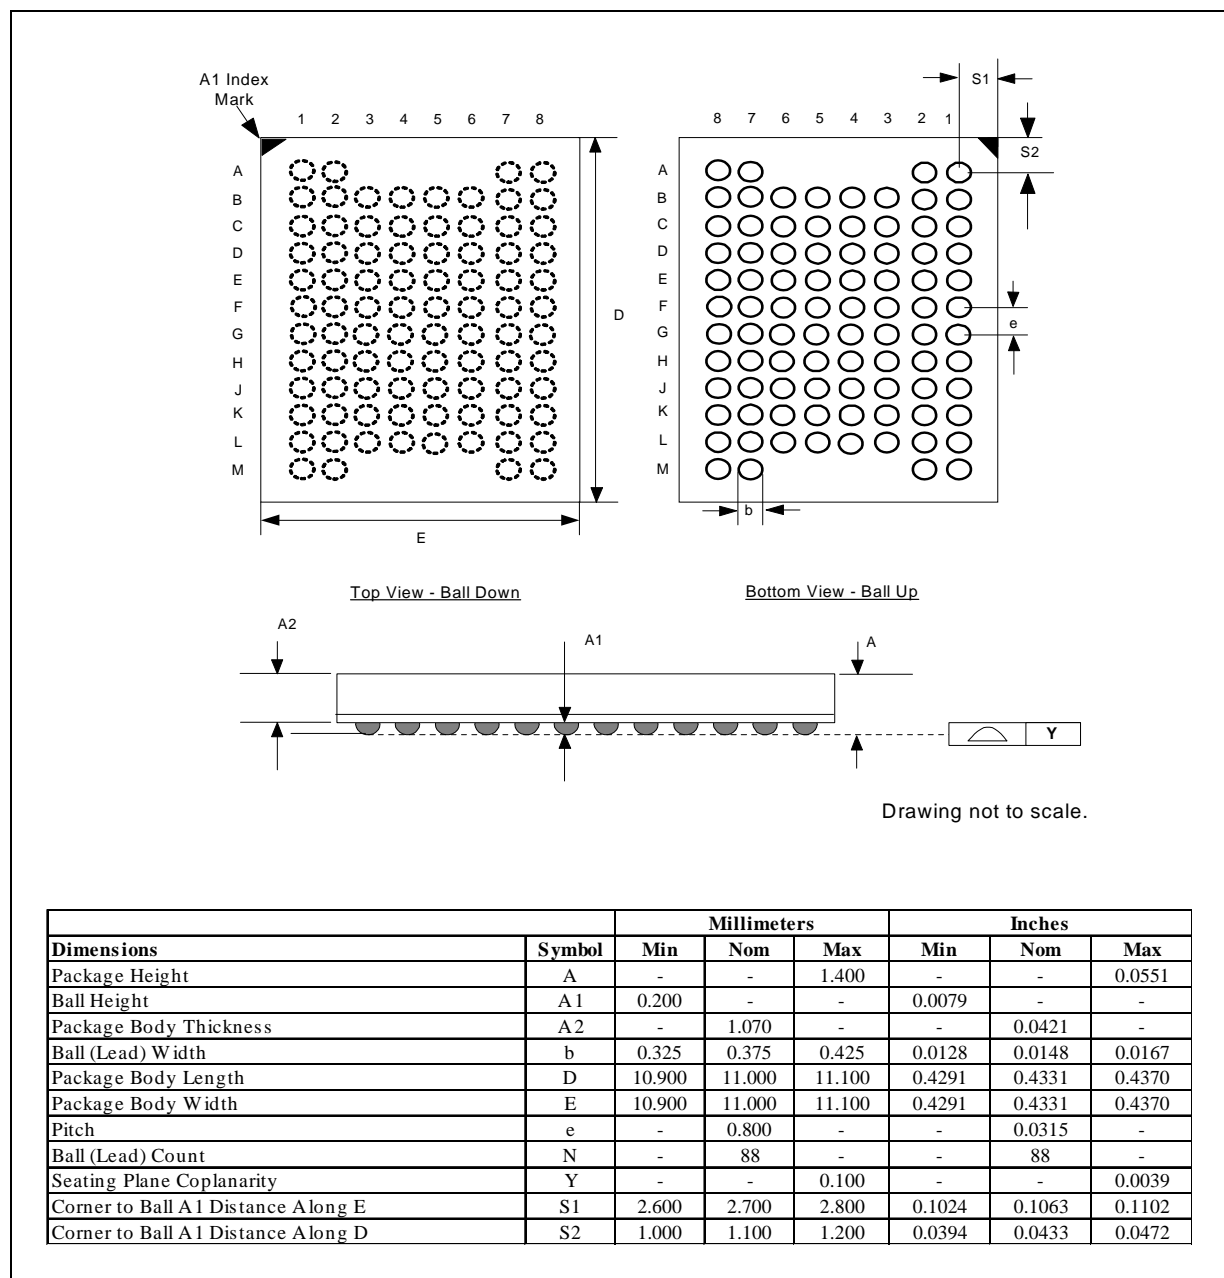 A1 Index
Mark
S1
1 2 3 4 5 6 7 8
8 7 6 5 4 3 2 1
S2
A A
B B
C C
D D
E E
F F
D
e
G G
H H
J J
K K
L L
M M
b
E
Top View - Ball Down
Bottom View - Ball Up
A2
A1
A
Y
Drawing not to scale.
Millimeters Inches
Dimensions Symbol Min Nom Max Min Nom Max
Package Height A - - 1.400 - - 0.0551
Ball Height A1 0.200 - - 0.0079 - -
Package Body Thickness A2 - 1.070 - - 0.0421 -
Ball (Lead) Width b 0.325 0.375 0.425 0.0128 0.0148 0.0167
Package Body Length D 10.900 11.000 11.100 0.4291 0.4331 0.4370
Package Body Width E 10.900 11.000 11.100 0.4291 0.4331 0.4370
Pitch e - 0.800 - - 0.0315 -
Ball (Lead) Count N - 88 - - 88 -
Seating Plane Coplanarity Y - - 0.100 - - 0.0039
Corner to Ball A1 Distance Along E S1 2.600 2.700 2.800 0.1024 0.1063 0.1102
Corner to Ball A1 Distance Along D S2 1.000 1.100 1.200 0.0394 0.0433 0.0472